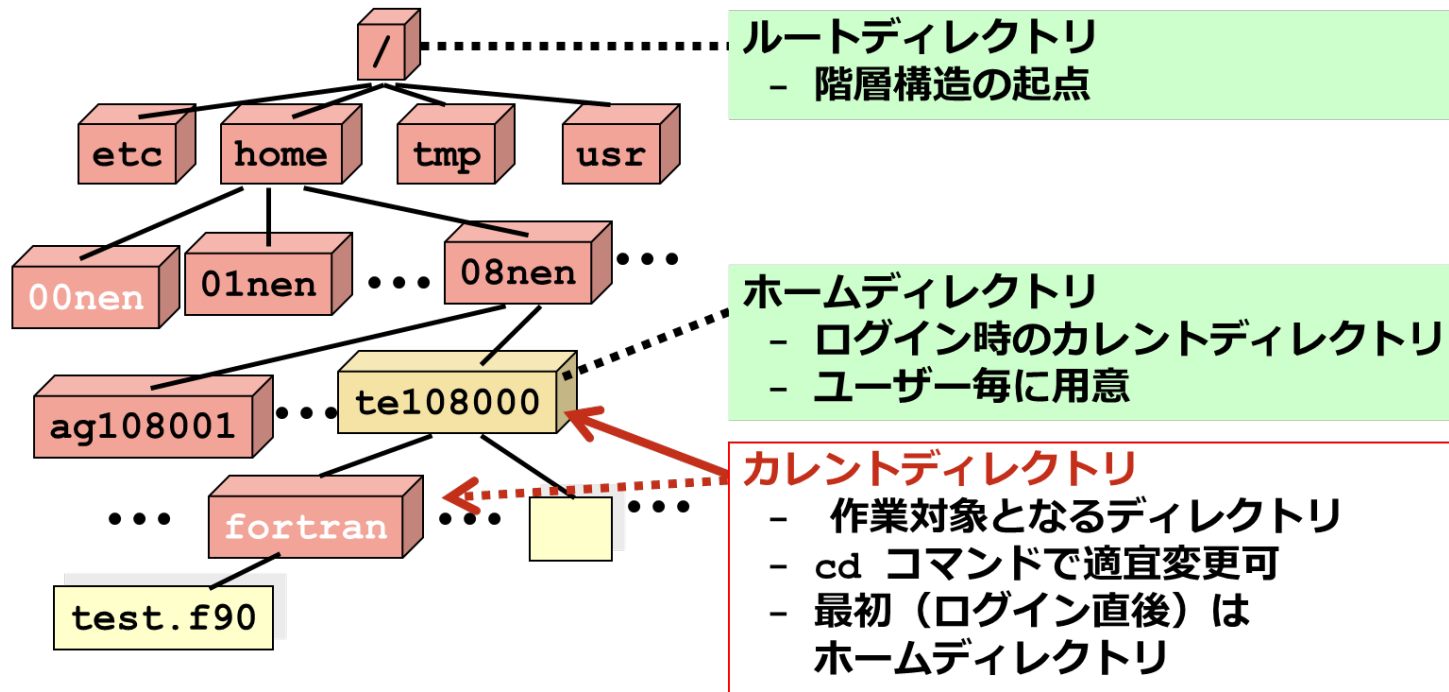 /
ルートディレクトリ
- 階層構造の起点
etc
home
tmp
usr
00nen
01nen
•••
08nen
•••
ホームディレクトリ
- ログイン時のカレントディレクトリ
- ユーザー毎に用意
ag108001
•••
te108000
カレントディレクトリ
- 作業対象となるディレクトリ
- cd コマンドで適宜変更可
- 最初（ログイン直後）は
ホームディレクトリ
•••
fortran
•••
•••
test.f90